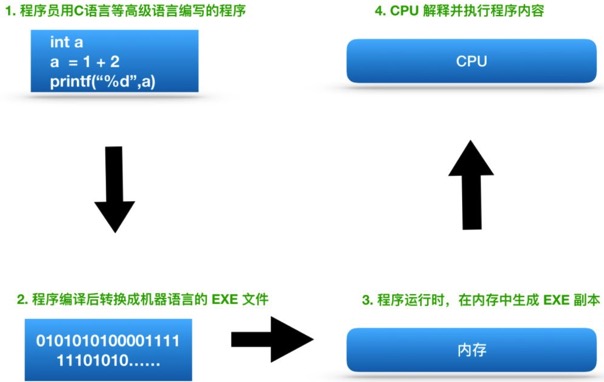 1. 程序员用C语言等高级语言编写的程序
int a
a  = 1 + 2
printf(“%d”,a)
2. 程序编译后转换成机器语言的 EXE 文件
0101010100001111
11101010......
3. 程序运行时，在内存中生成 EXE 副本
内存
4. CPU 解释并执行程序内容
CPU